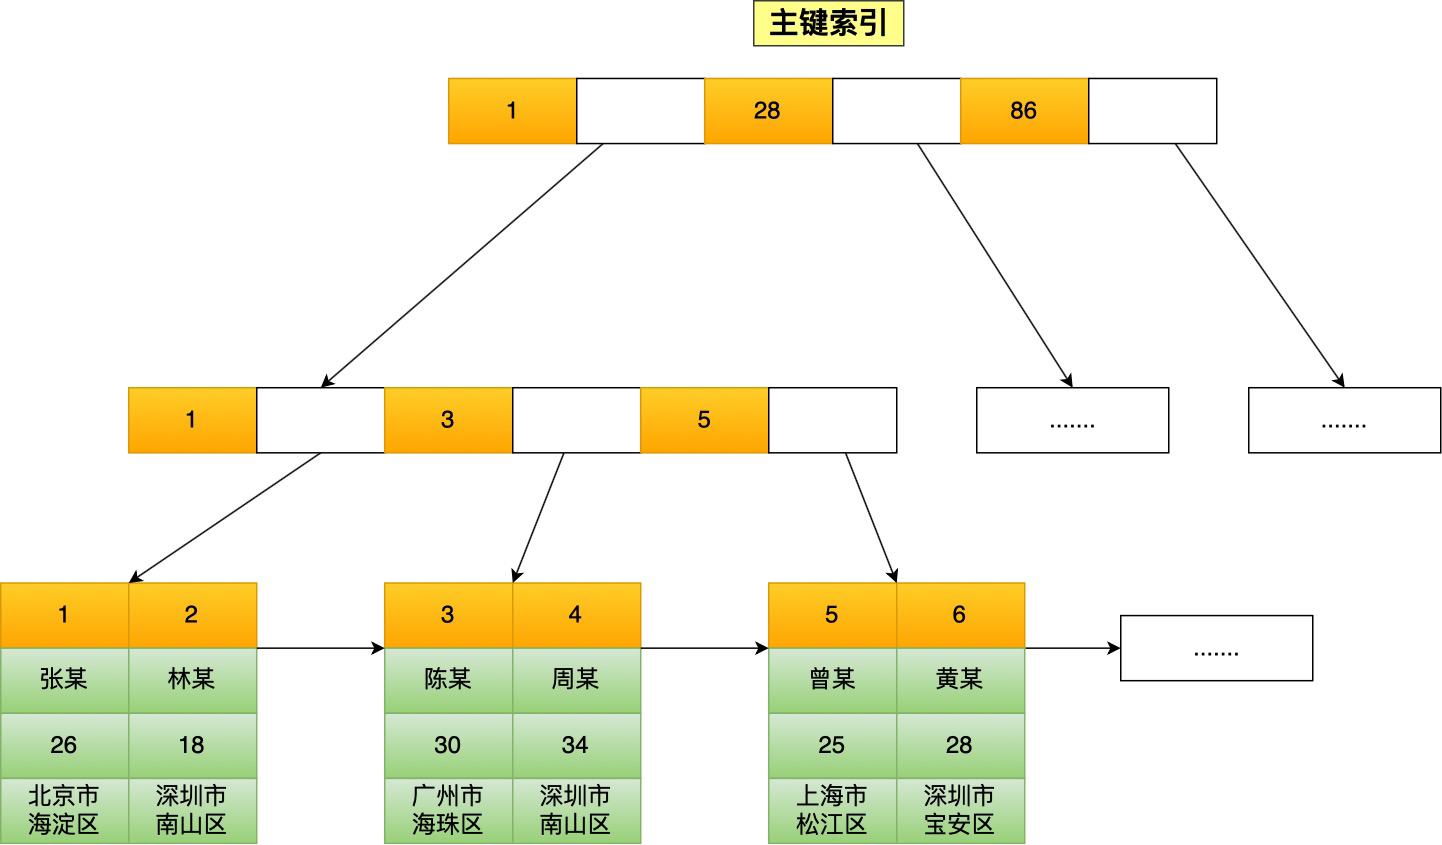 主键索引
1 28 86
1 3 5 ....... .......
1 2 3 4 5 6
.......
张某 林某 陈某 周某 曾某 黄某
26 18 30 34 25 28
北京市 深圳市 广州市 深圳市 上海市 深圳市
海淀区 南山区 海珠区 南山区 松江区 宝安区